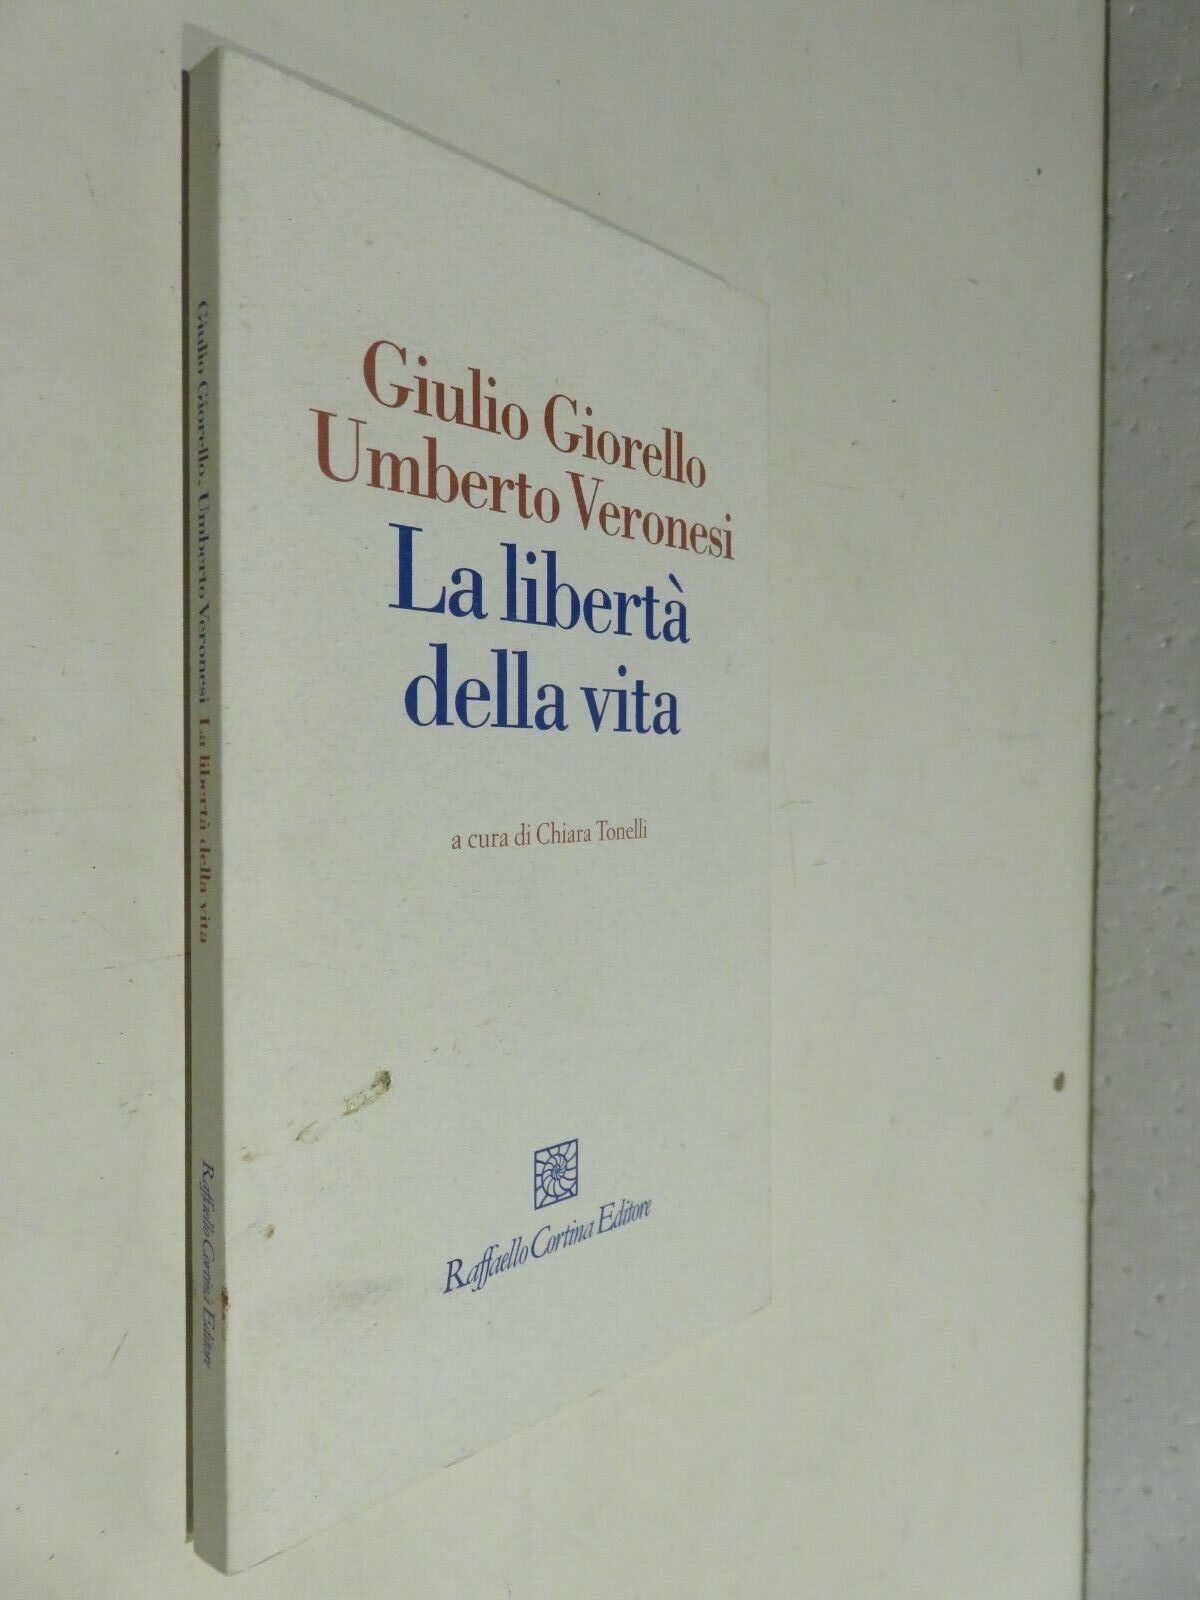 Giulio Giorello
Umberto Veronesi
La libertà
della vita
a cura di Chiara Tonelli
Raffaello Cortina Editore
Giulio Giorello, Umberto Veronesi La libertà della vita
Raffaello Cortina Editore